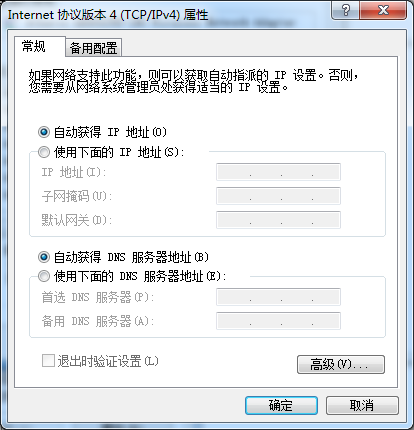 Internet 协议版本 4 (TCP/IPv4) 属性
常规
备用配置
如果网络支持此功能，则可以获取自动指派的 IP 设置。否则，
您需要从网络系统管理员处获得适当的 IP 设置。
自动获得 IP 地址(O)
使用下面的 IP 地址(S):
IP 地址(I):
子网掩码(U):
默认网关(D):
自动获得 DNS 服务器地址(B)
使用下面的 DNS 服务器地址(E):
首选 DNS 服务器(P):
备用 DNS 服务器(A):
退出时验证设置(L)
高级(V)...
确定
取消